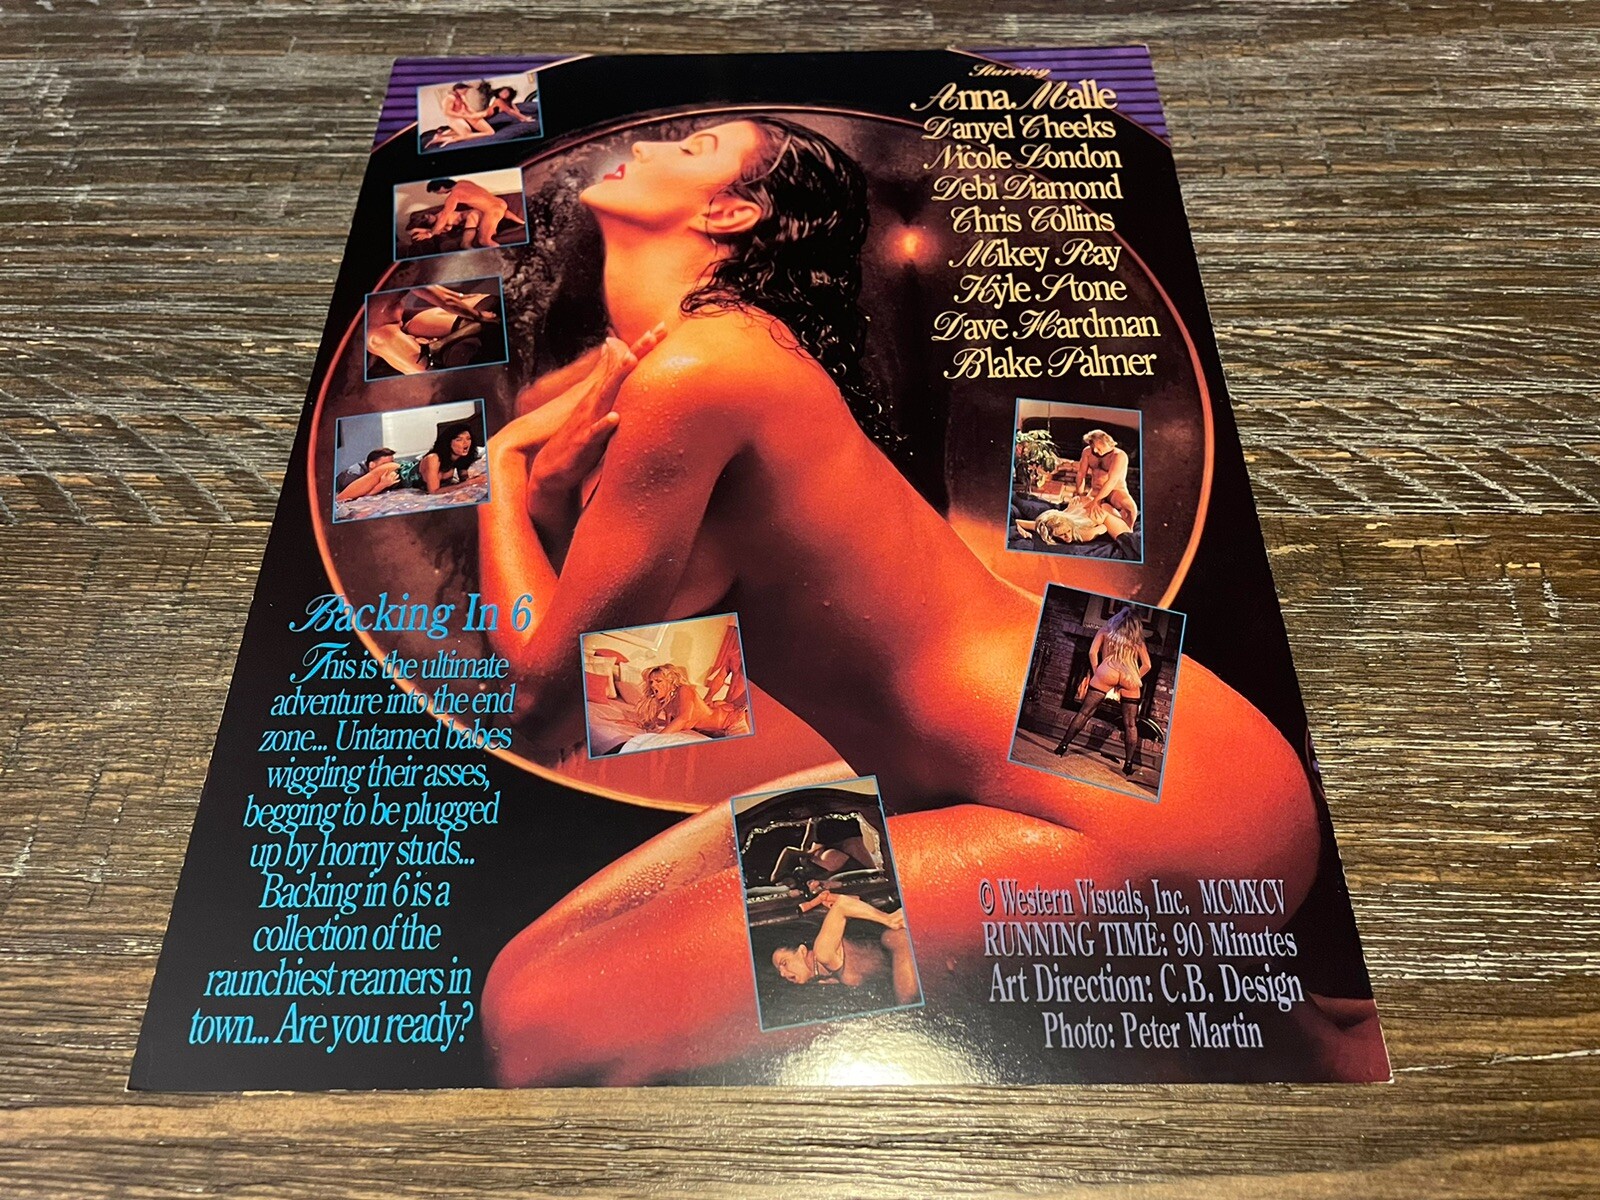 Starring
Anna Malle
Danyel Cheeks
Nicole London
Debi Diamond
Chris Collins
Mikey Ray
Kyle Stone
Dave Hardman
Blake Palmer
Backing In 6
This is the ultimate
adventure into the end
zone... Untamed babes
wiggling their asses,
begging to be plugged
up by horny studs...
Backing in 6 is a
collection of the
raunchiest reamers in
town... Are you ready?
© Western Visuals, Inc. MCMXCV
RUNNING TIME: 90 Minutes
Art Direction: C.B. Design
Photo: Peter Martin